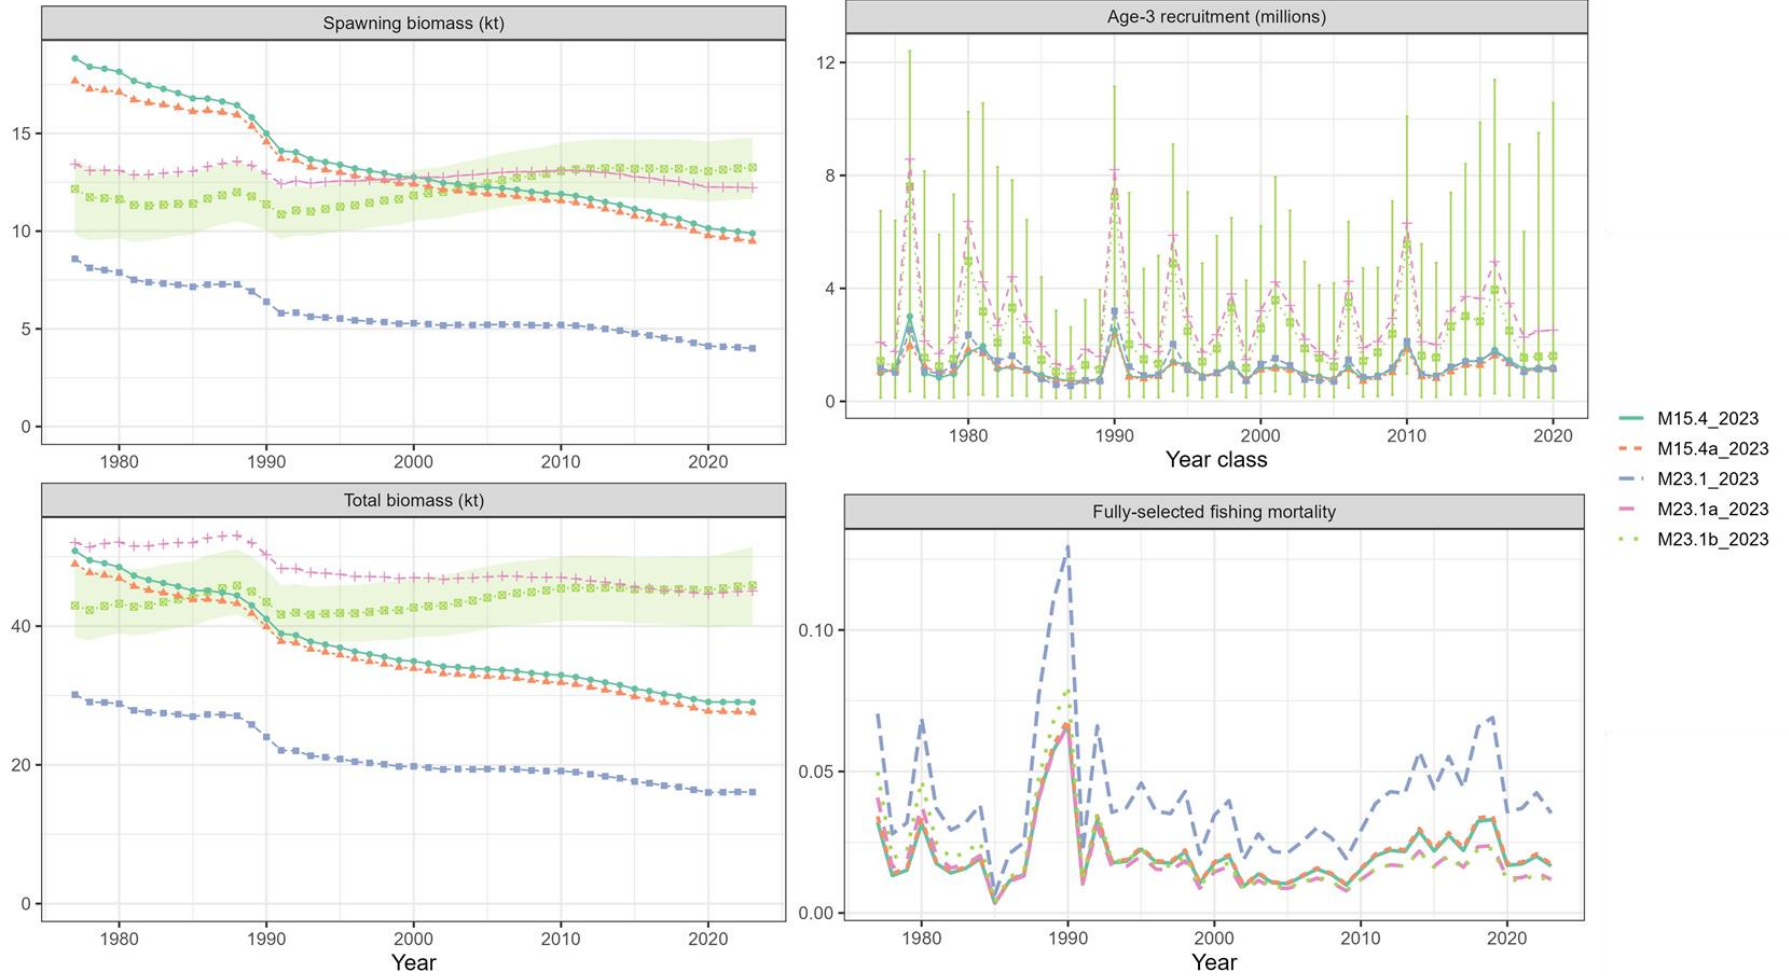 Spawning biomass (kt)
15
10
5
0
1980 1990 2000 2010 2020
Age-3 recruitment (millions)
12
8
4
0
1980 1990 2000 2010 2020
Year class
Total biomass (kt)
40
20
0
1980 1990 2000 2010 2020
Year
Fully-selected fishing mortality
0.10
0.05
0.00
1980 1990 2000 2010 2020
Year
M15.4_2023
M15.4a_2023
M23.1_2023
M23.1a_2023
M23.1b_2023